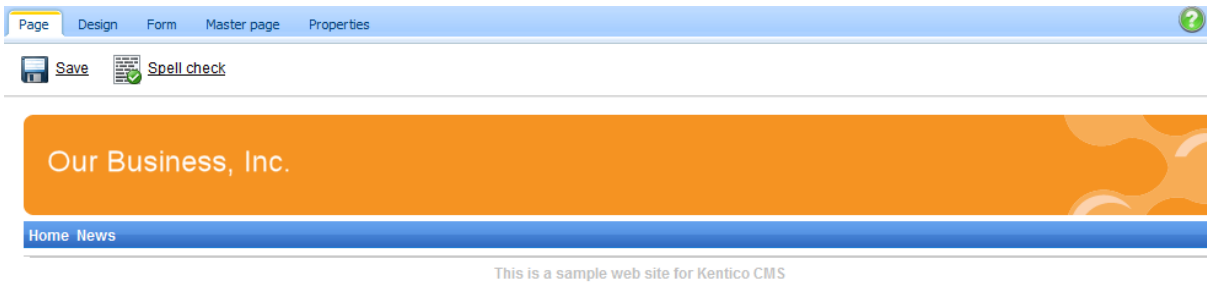 Page Design Form Master page Properties
?
Save Spell check
Our Business, Inc.
Home News
This is a sample web site for Kentico CMS